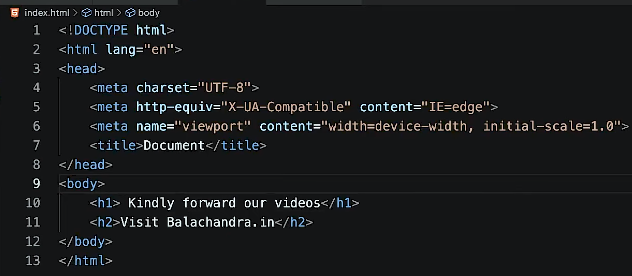 index.html > html > body
1 <!DOCTYPE html>
2 <html lang="en">
3 <head>
4     <meta charset="UTF-8">
5     <meta http-equiv="X-UA-Compatible" content="IE=edge">
6     <meta name="viewport" content="width=device-width, initial-scale=1.0">
7     <title>Document</title>
8 </head>
9 <body>
10     <h1> Kindly forward our videos</h1>
11     <h2>Visit Balachandra.in</h2>
12 </body>
13 </html>